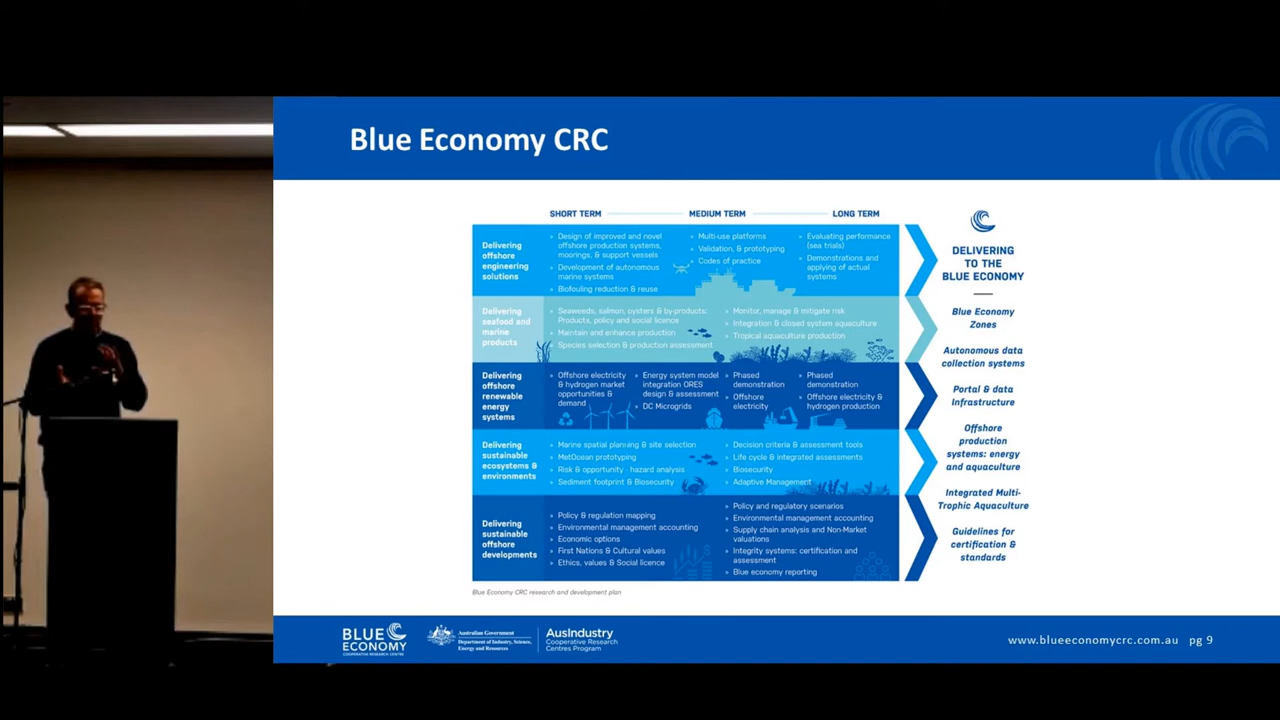 Blue Economy CRC
SHORT TERM
MEDIUM TERM
LONG TERM
Delivering
offshore
engineering
solutions
» Design of improved and novel
offshore production systems,
moorings, & support vessels
» Development of autonomous
marine systems
» Biofouling reduction & reuse
» Multi-use platforms
» Validation, & prototyping
» Codes of practice
» Evaluating performance
(sea trials)
» Demonstrations and
applying of actual
systems
Delivering
seafood and
marine
products
» Seaweeds, salmon, oysters & by-products:
Products, policy and social licence
» Maintain and enhance production
» Species selection & production assessment
» Monitor, manage & mitigate risk
» Integration & closed system aquaculture
» Tropical aquaculture production
Delivering
offshore
renewable
energy
systems
» Offshore electricity
& hydrogen market
opportunities &
demand
» Energy system model
integration ORES
design & assessment
» DC Microgrids
» Phased
demonstration
» Offshore
electricity
» Phased
demonstration
» Offshore electricity &
hydrogen production
Delivering
sustainable
ecosystems &
environments
» Marine spatial planning & site selection
» MetOcean prototyping
» Risk & opportunity - hazard analysis
» Sediment footprint & Biosecurity
» Decision criteria & assessment tools
» Life cycle & integrated assessments
» Biosecurity
» Adaptive Management
Delivering
sustainable
offshore
developments
» Policy & regulation mapping
» Environmental management accounting
» Economic options
» First Nations & Cultural values
» Ethics, values & Social licence
» Policy and regulatory scenarios
» Environmental management accounting
» Supply chain analysis and Non-Market
valuations
» Integrity systems: certification and
assessment
» Blue economy reporting
DELIVERING
TO THE
BLUE ECONOMY
Blue Economy
Zones
Autonomous data
collection systems
Portal & data
Infrastructure
Offshore
production
systems: energy
and aquaculture
Integrated Multi-
Trophic Aquaculture
Guidelines for
certification &
standards
Blue Economy CRC research and development plan
BLUE
ECONOMY
COOPERATIVE RESEARCH CENTRE
Australian Government
Department of Industry, Science,
Energy and Resources
AusIndustry
Cooperative Research
Centres Program
www.blueeconomycrc.com.au pg 9